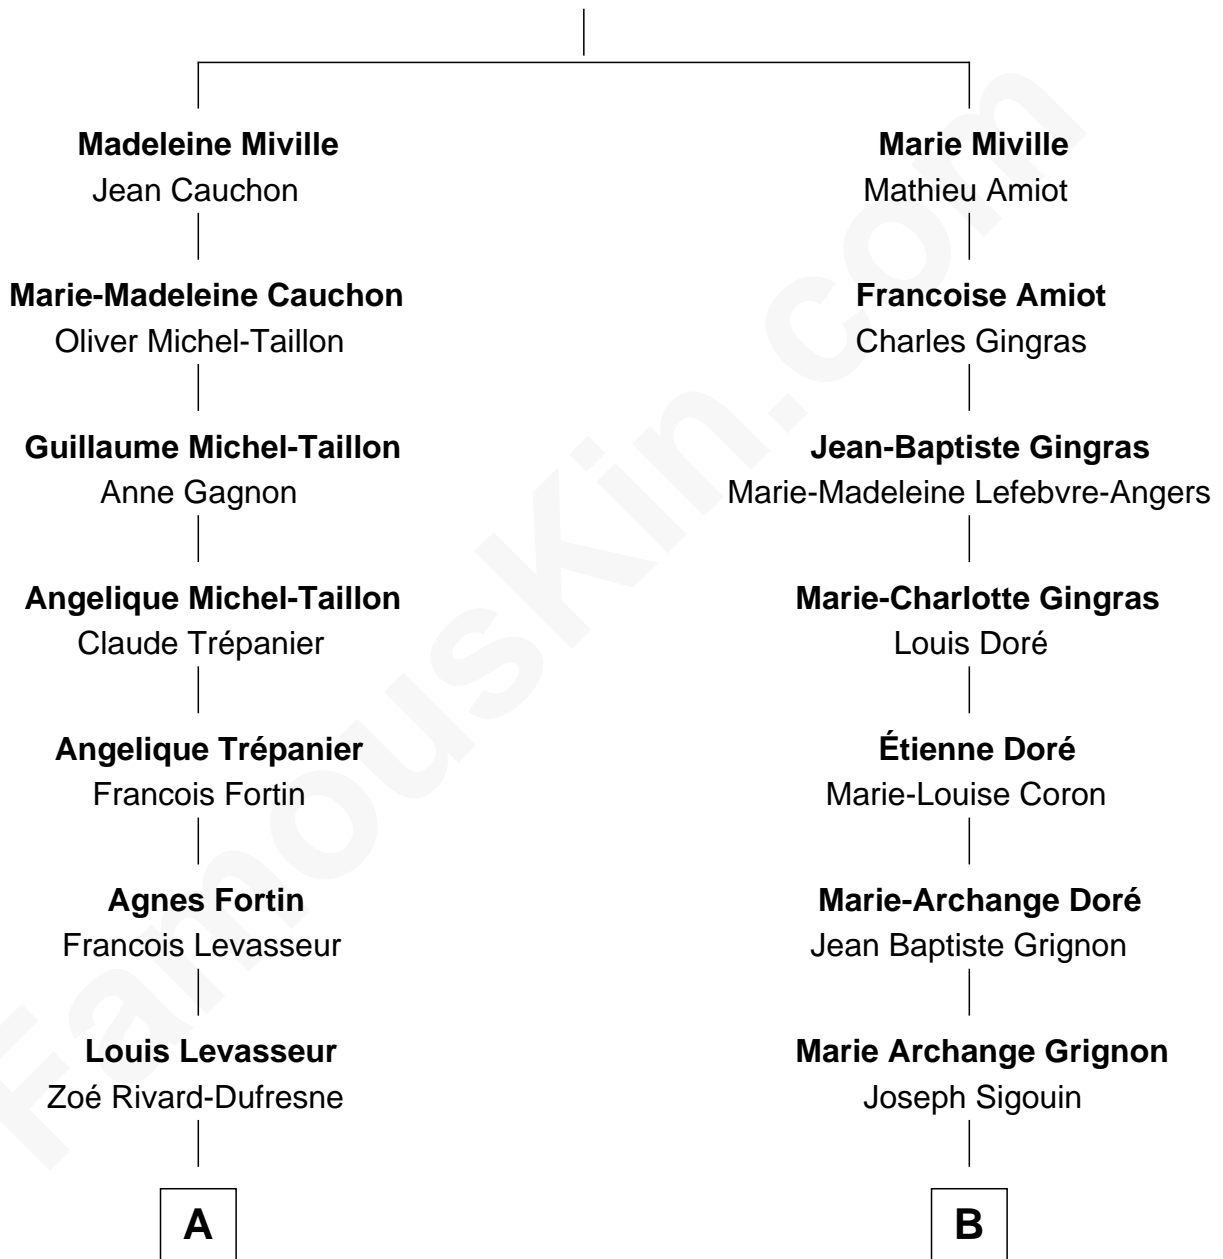 Madeleine Miville
Jean Cauchon
Marie-Madeleine Cauchon
Oliver Michel-Taillon
Guillaume Michel-Taillon
Anne Gagnon
Angelique Michel-Taillon
Claude Trépanier
Angelique Trépanier
Francois Fortin
Agnes Fortin
Francois Levasseur
Louis Levasseur
Zoé Rivard-Dufresne
A
Marie Miville
Mathieu Amiot
Francoise Amiot
Charles Gingras
Jean-Baptiste Gingras
Marie-Madeleine Lefebvre-Angers
Marie-Charlotte Gingras
Louis Doré
Étienne Doré
Marie-Louise Coron
Marie-Archange Doré
Jean Baptiste Grignon
Marie Archange Grignon
Joseph Sigouin
B
FamousKin.com